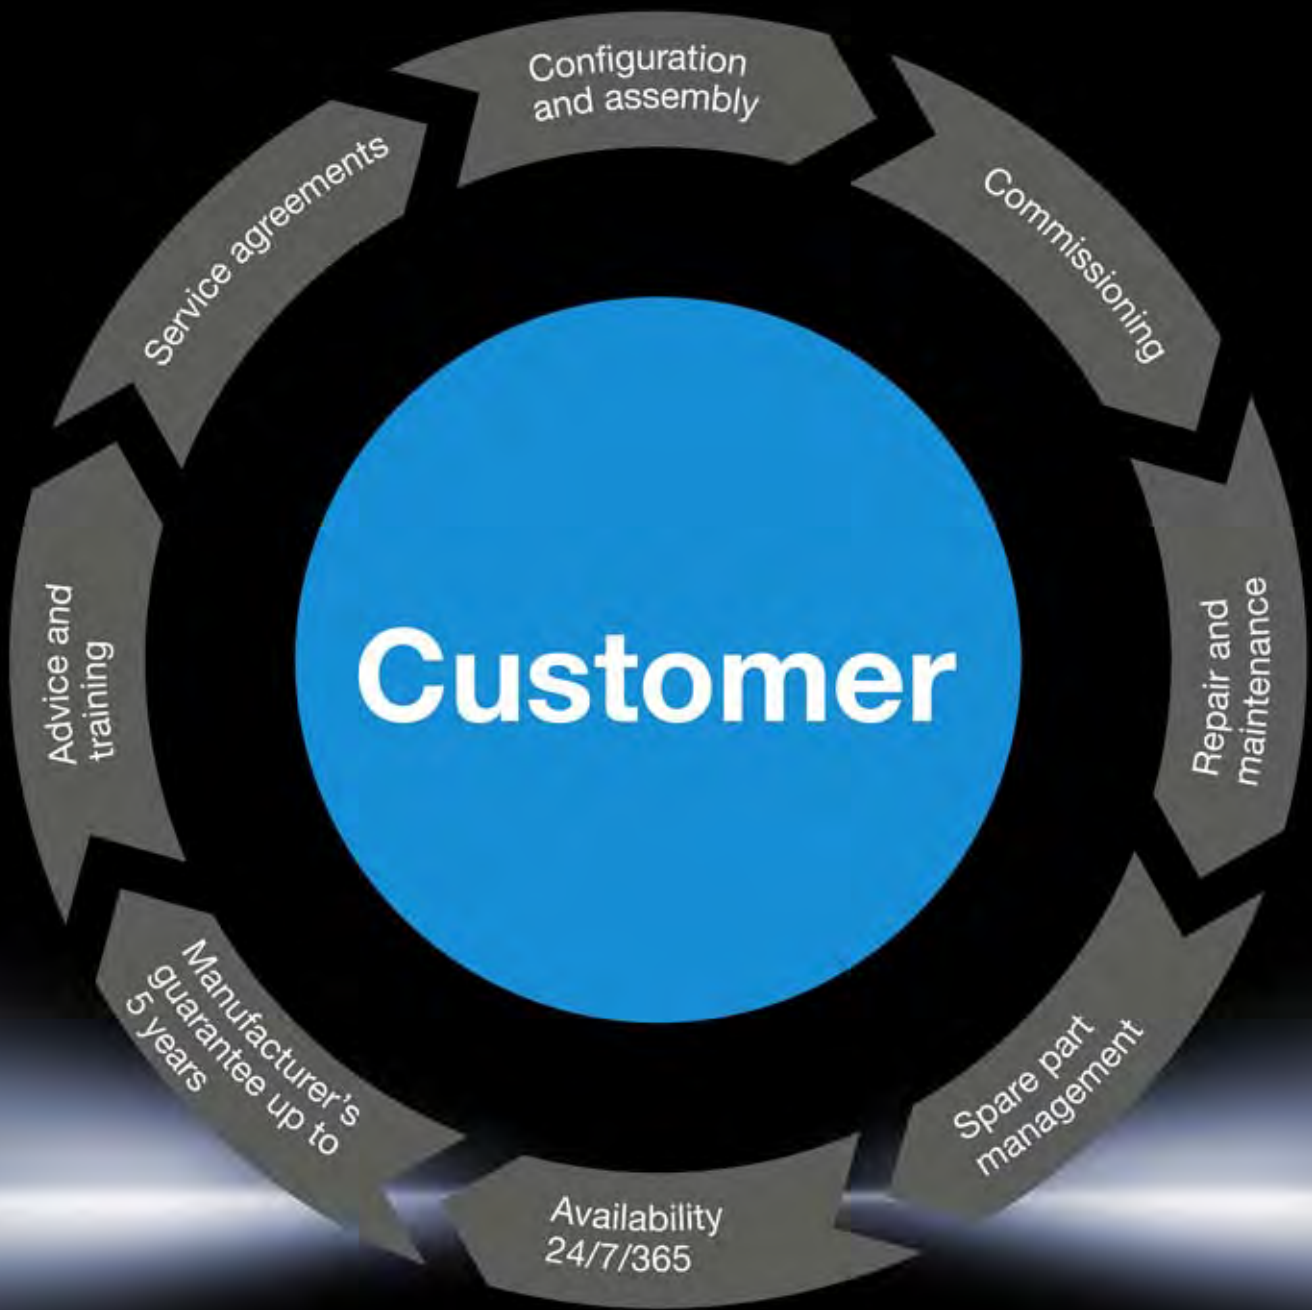 Configuration
and assembly
Commissioning
Repair and
maintenance
Spare part
management
Availability
24/7/365
Manufacturer's
guarantee up to
5 years
Advice and
training
Service agreements
Customer